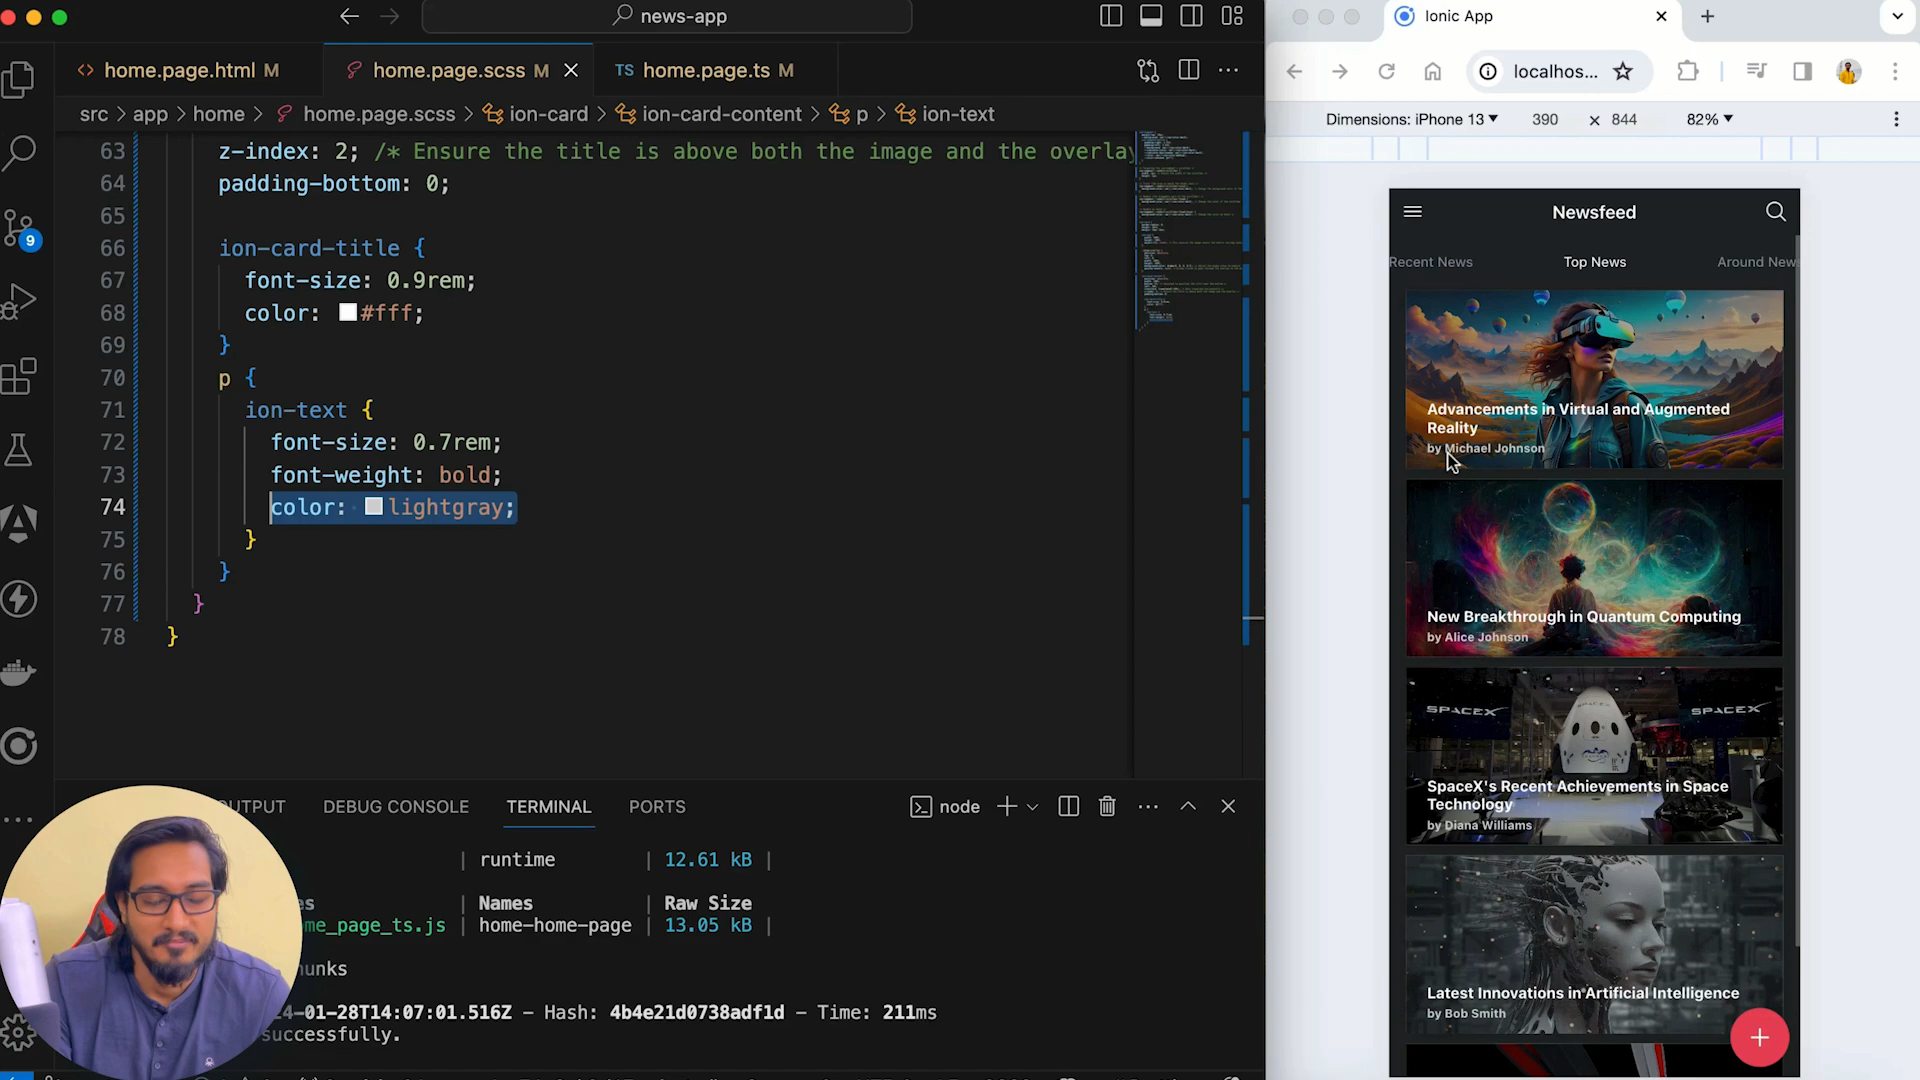 news-app
home.page.html M
home.page.scss M
TS home.page.ts M
src > app > home > home.page.scss > ion-card > ion-card-content > p > ion-text
63 z-index: 2; /* Ensure the title is above both the image and the overlay
64 padding-bottom: 0;
65
66 ion-card-title {
67 font-size: 0.9rem;
68 color: #fff;
69 }
70 p {
71 ion-text {
72 font-size: 0.7rem;
73 font-weight: bold;
74 color: lightgray;
75 }
76 }
77 }
78 }
9
UTPUT DEBUG CONSOLE TERMINAL PORTS
node
| runtime | 12.61 kB |
es | Names | Raw Size
me_page_ts.js | home-home-page | 13.05 kB |
hunks
4-01-28T14:07:01.516Z - Hash: 4b4e21d0738adf1d - Time: 211ms
successfully.
Ionic App
localhos...
Dimensions: iPhone 13 390 × 844 82%
Newsfeed
Recent News Top News Around News
Advancements in Virtual and Augmented
Reality
by Michael Johnson
New Breakthrough in Quantum Computing
by Alice Johnson
SPACEX SPACEX
SpaceX's Recent Achievements in Space
Technology
by Diana Williams
Latest Innovations in Artificial Intelligence
by Bob Smith